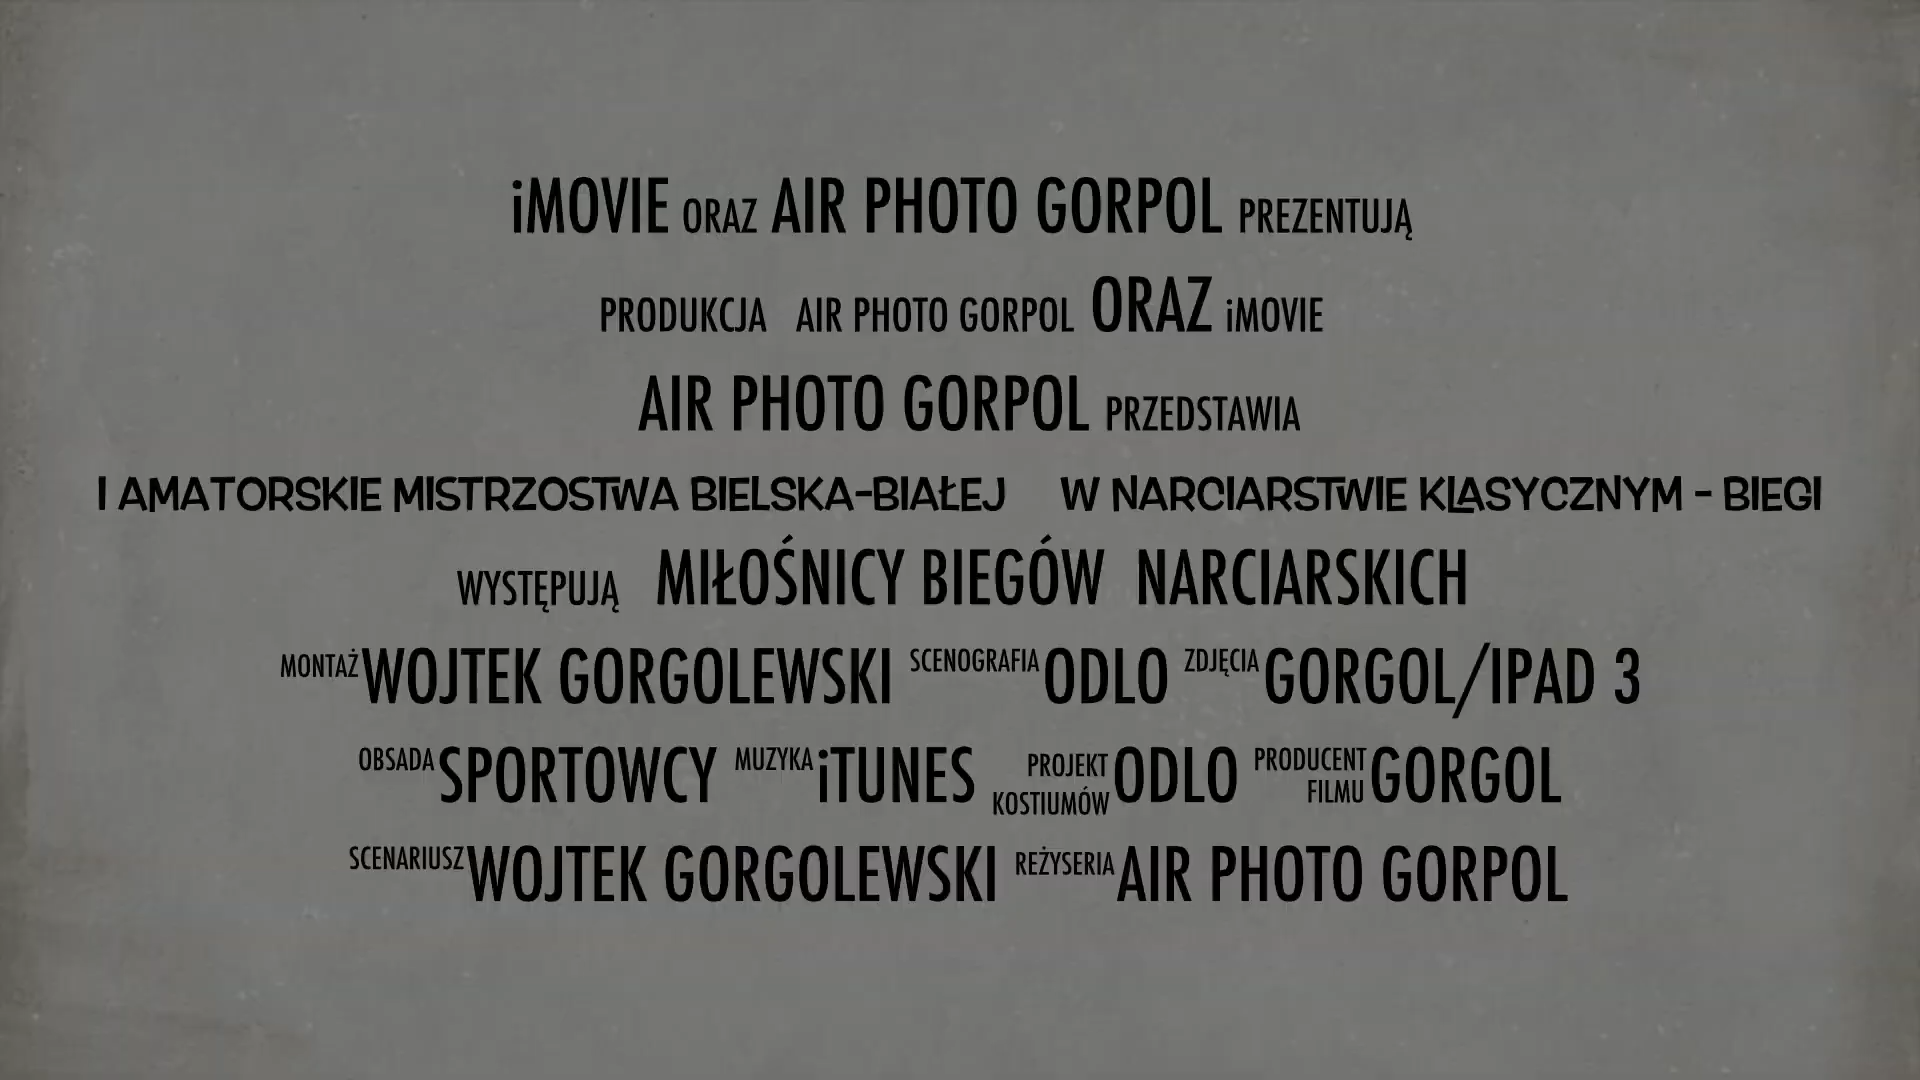 iMOVIE ORAZ AIR PHOTO GORPOL PREZENTUJĄ
PRODUKCJA AIR PHOTO GORPOL ORAZ iMOVIE
AIR PHOTO GORPOL PRZEDSTAWIA
I AMATORSKIE MISTRZOSTWA BIELSKA-BIAŁEJ W NARCIARSTWIE KLASYCZNYM - BIEGI
WYSTĘPUJĄ MIŁOŚNICY BIEGÓW NARCIARSKICH
MONTAŻ WOJTEK GORGOLEWSKI SCENOGRAFIA ODLO ZDJĘCIA GORGOL/IPAD 3
OBSADA SPORTOWCY MUZYKA iTUNES PROJEKT KOSTIUMÓW ODLO PRODUCENT FILMU GORGOL
SCENARIUSZ WOJTEK GORGOLEWSKI REŻYSERIA AIR PHOTO GORPOL